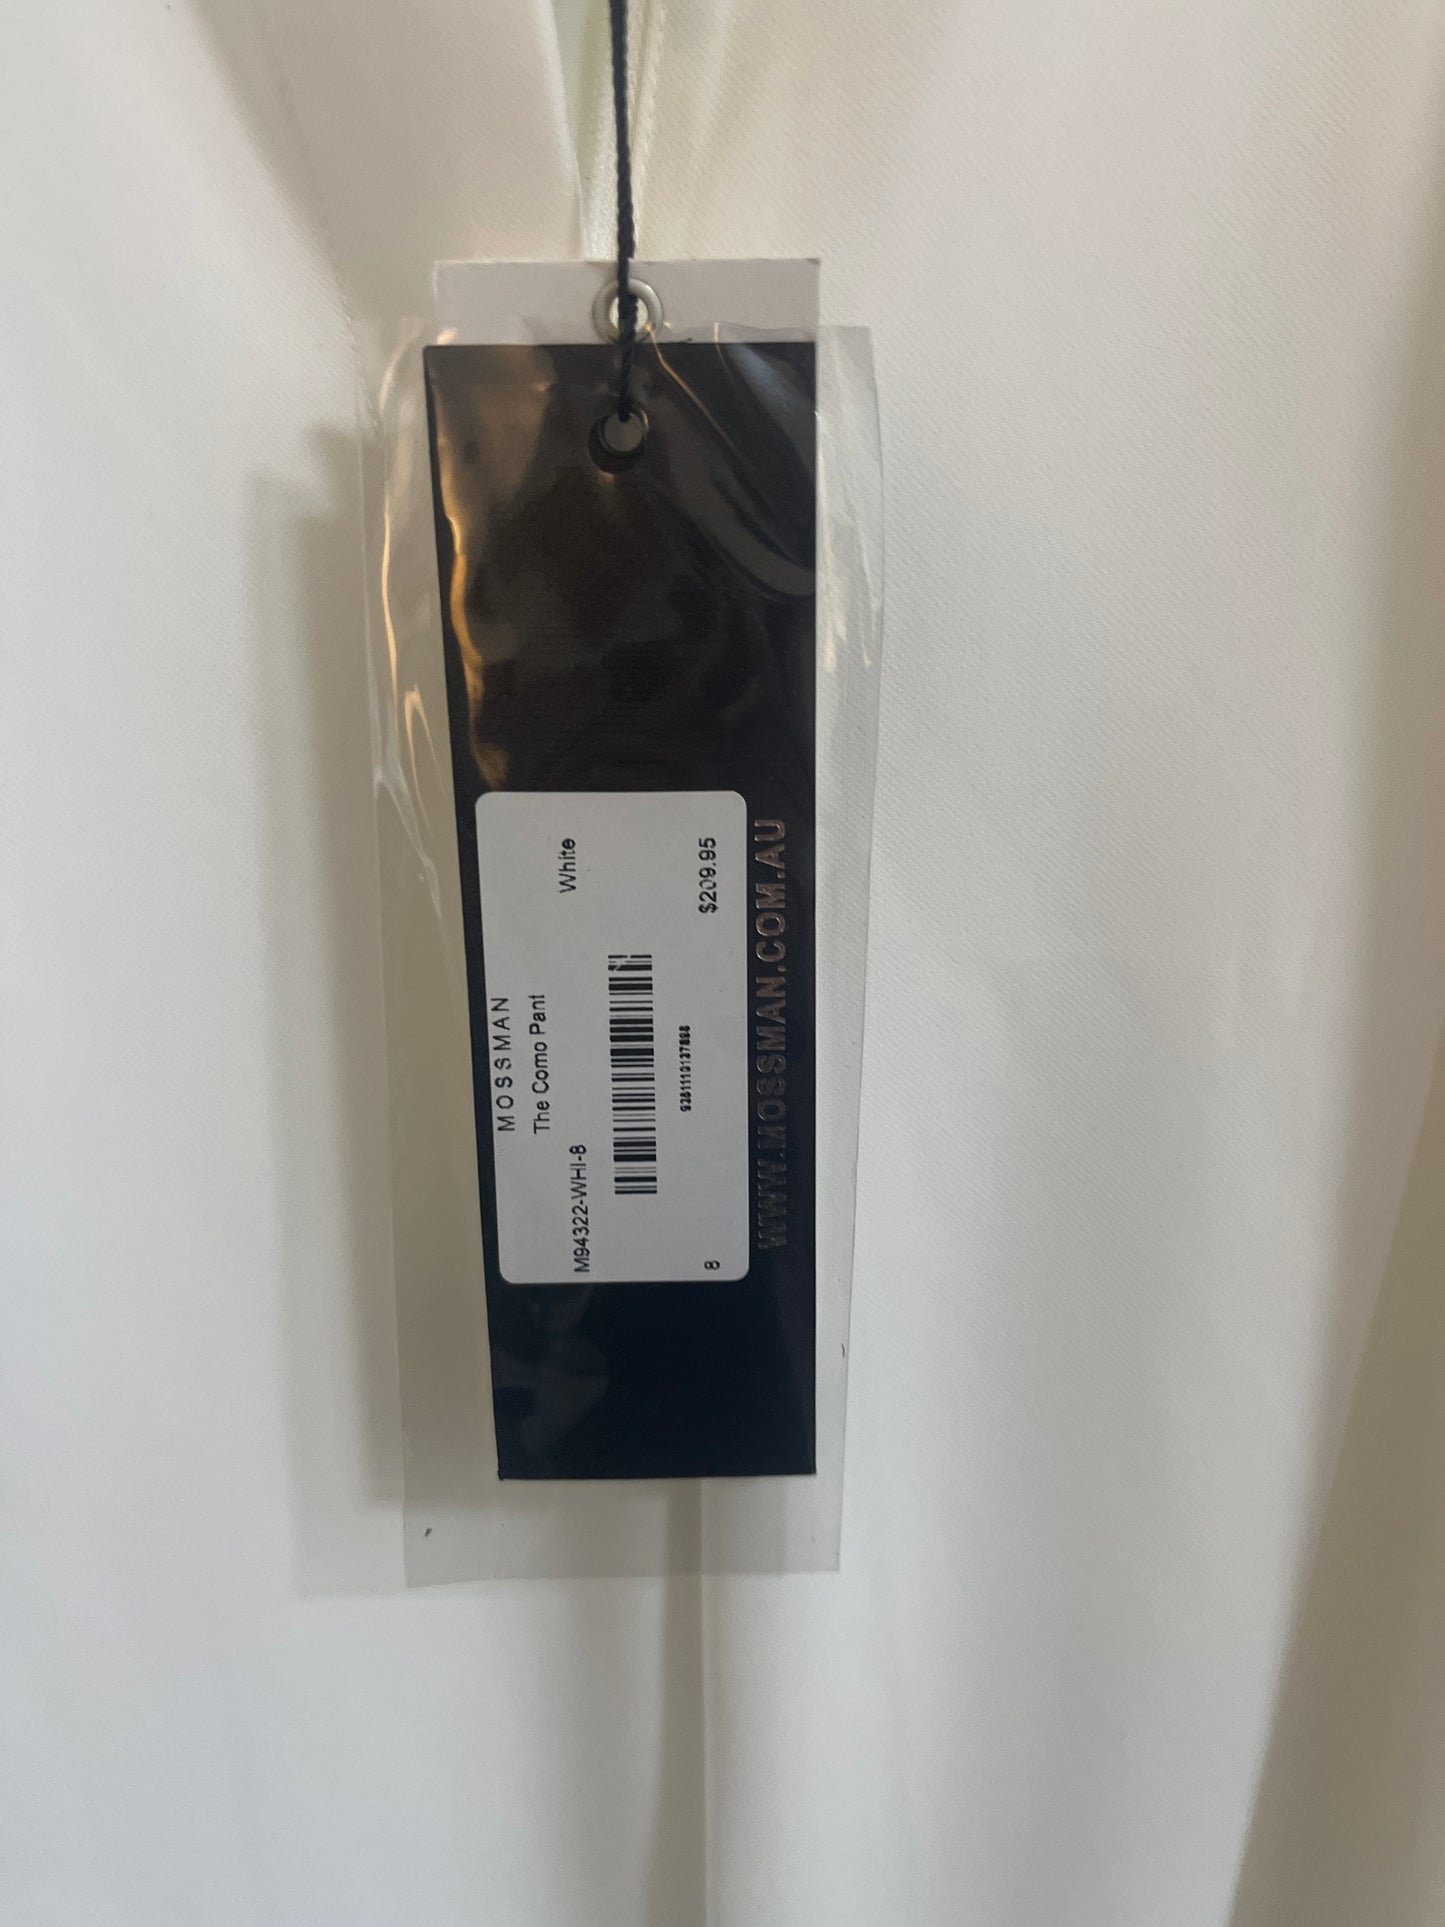 MOSSMAN
The Como Pant
M94322-WHI-8 White
8 $209.95
WWW.MOSSMAN.COM.AU